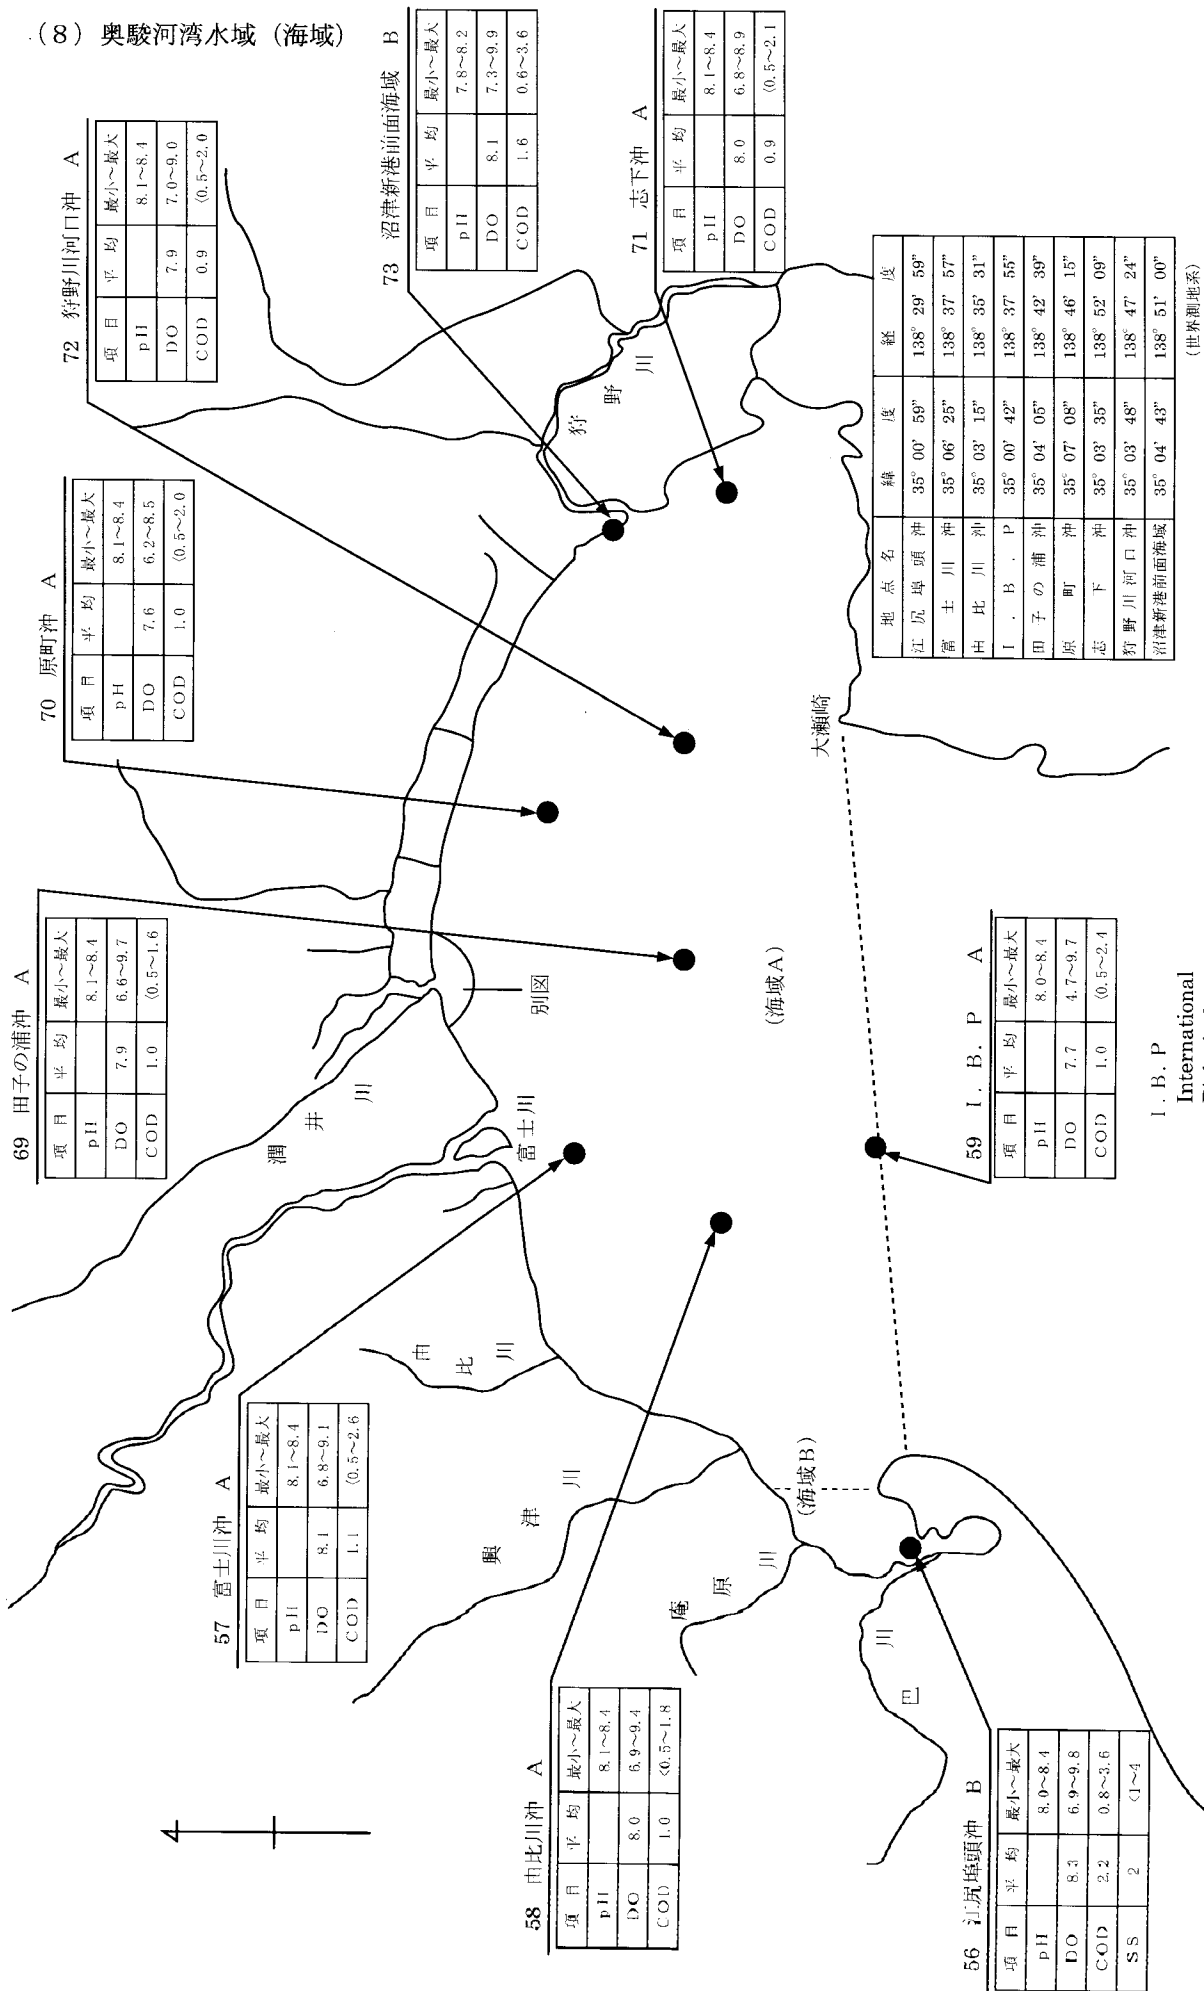 (8) 奥駿河湾水域 (海域)
72 狩野川河口沖 A
項目 平均 最小～最大
pH 8.1～8.4
DO 7.9 7.0～9.0
COD 0.9 <0.5～2.0
73 沼津新港前面海域 B
項目 平均 最小～最大
pH 7.8～8.2
DO 8.1 7.3～9.9
COD 1.6 0.6～3.6
71 志下沖 A
項目 平均 最小～最大
pH 8.1～8.4
DO 8.0 6.8～8.9
COD 0.9 <0.5～2.1
70 原町沖 A
項目 平均 最小～最大
pH 8.1～8.4
DO 7.6 6.2～8.5
COD 1.0 <0.5～2.0
69 田子の浦沖 A
項目 平均 最小～最大
pH 8.1～8.4
DO 7.9 6.6～9.7
COD 1.0 <0.5～1.6
57 富士川沖 A
項目 平均 最小～最大
pH 8.1～8.4
DO 8.1 6.8～9.1
COD 1.1 <0.5～2.6
58 由比川沖 A
項目 平均 最小～最大
pH 8.1～8.4
DO 8.0 6.9～9.4
COD 1.0 <0.5～1.8
56 江尻埠頭沖 B
項目 平均 最小～最大
pH 8.0～8.4
DO 8.3 6.9～9.8
COD 2.2 0.8～3.6
SS 2 <1～4
59 I.B.P A
項目 平均 最小～最大
pH 8.0～8.4
DO 7.7 4.7～9.7
COD 1.0 <0.5～2.4
I.B.P
International
狩野川
潤井川
富士川
由比川
興津川
庵原川
巴川
別図
(海域A)
(海域B)
大瀬崎
地点名 緯度 経度
江尻埠頭沖 35° 00' 59" 138° 29' 59"
富士川沖 35° 06' 25" 138° 37' 57"
由比川沖 35° 03' 15" 138° 35' 31"
I.B.P 35° 00' 42" 138° 37' 55"
田子の浦沖 35° 04' 05" 138° 42' 39"
原町沖 35° 07' 08" 138° 46' 15"
志下沖 35° 03' 35" 138° 52' 09"
狩野川河口沖 35° 03' 48" 138° 47' 24"
沼津新港前面海域 35° 04' 43" 138° 51' 00"
(世界測地系)